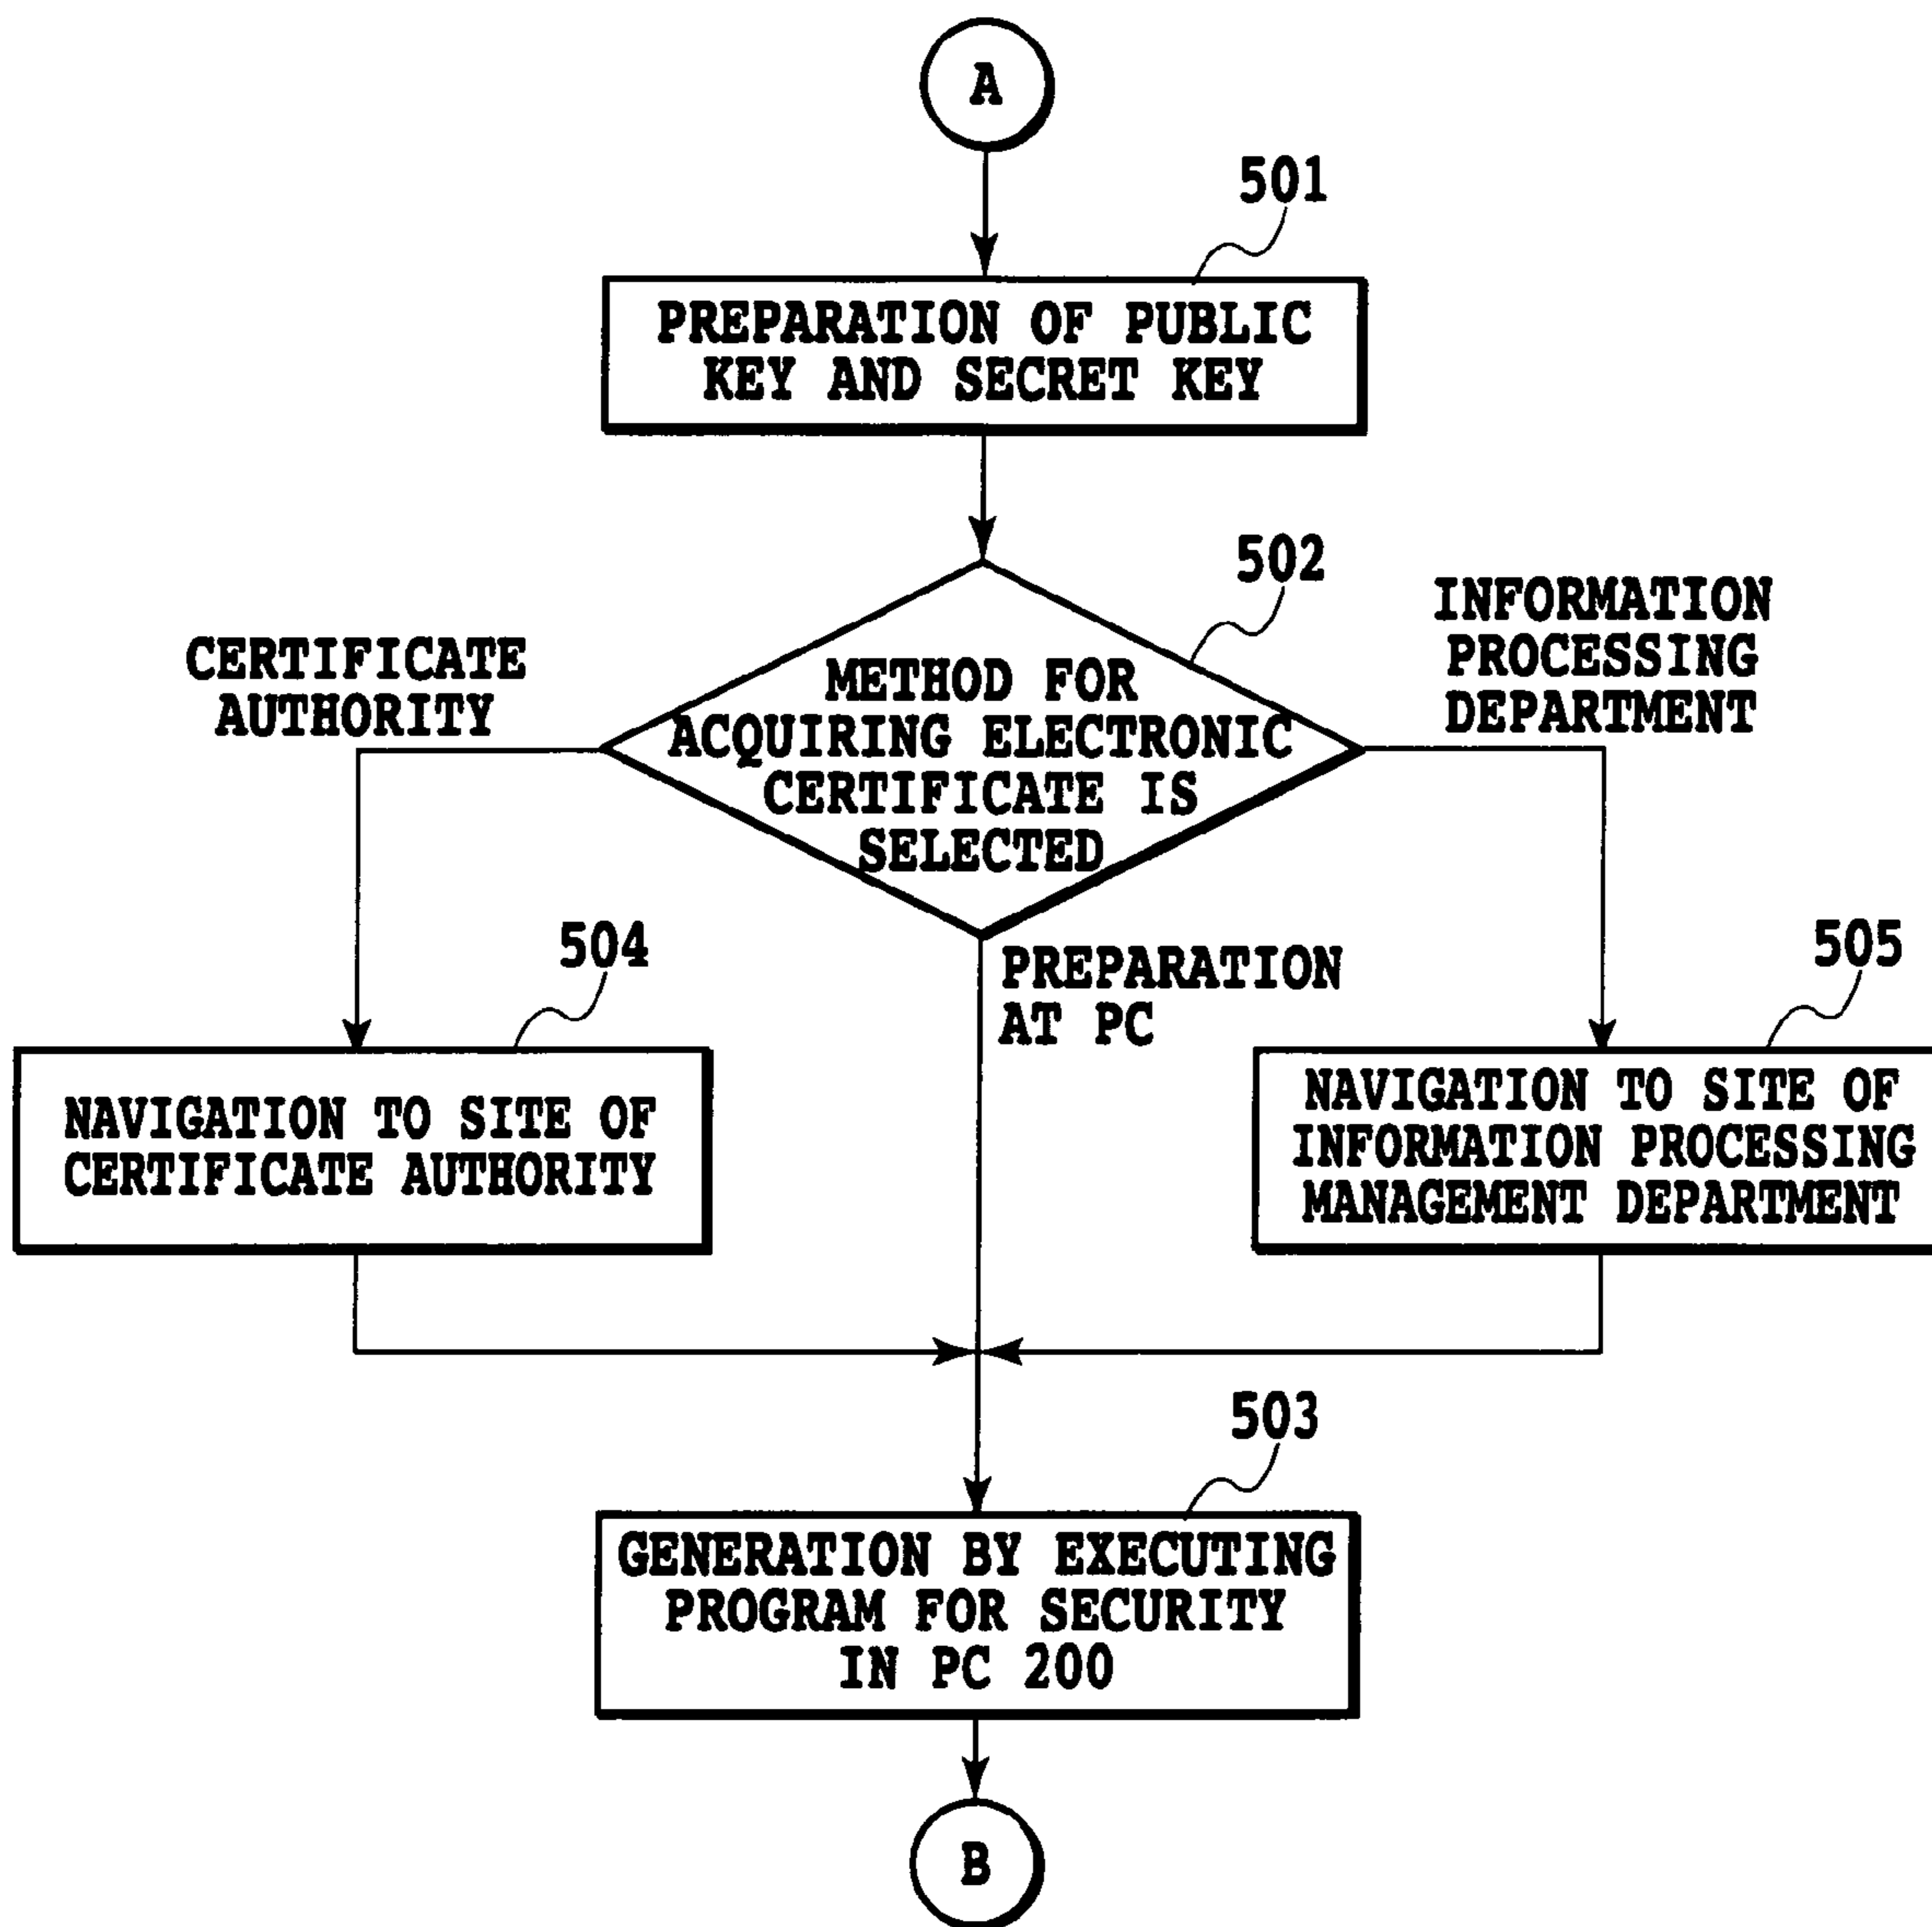 A
501
PREPARATION OF PUBLIC
KEY AND SECRET KEY
502
CERTIFICATE
AUTHORITY
METHOD FOR
ACQUIRING ELECTRONIC
CERTIFICATE IS
SELECTED
INFORMATION
PROCESSING
DEPARTMENT
PREPARATION
AT PC
504
NAVIGATION TO SITE OF
CERTIFICATE AUTHORITY
505
NAVIGATION TO SITE OF
INFORMATION PROCESSING
MANAGEMENT DEPARTMENT
503
GENERATION BY EXECUTING
PROGRAM FOR SECURITY
IN PC 200
B